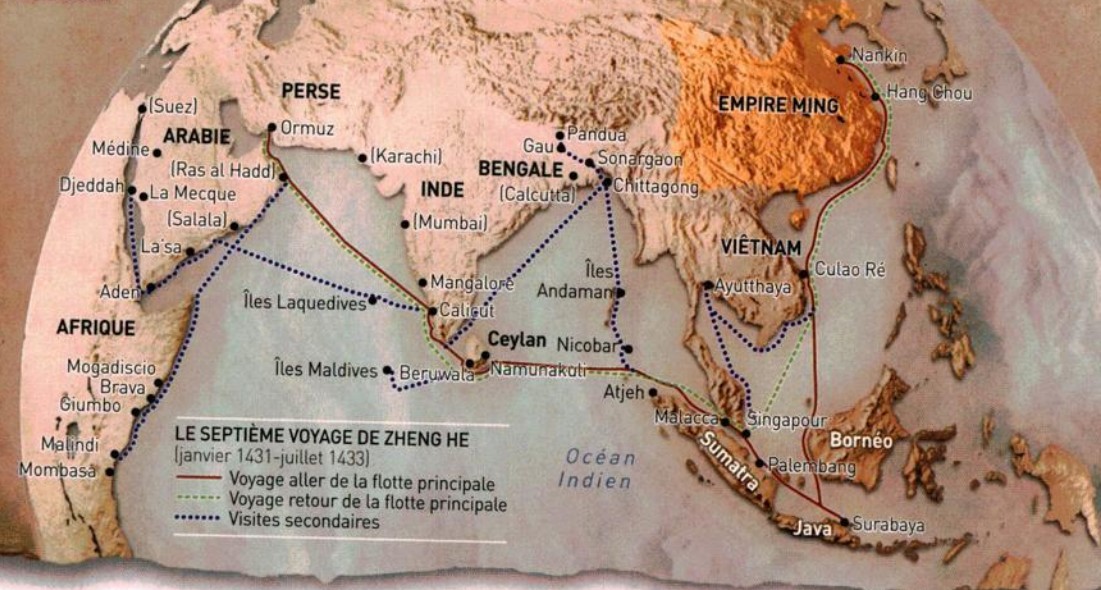 Nankin
Hang Chou
EMPIRE MING
PERSE
(Suez)
ARABIE
Ormuz
Médine
(Ras al Hadd)
(Karachi)
Pandua
Gau
Sonargaon
BENGALE
(Calcutta)
Chittagong
Djeddah
La Mecque
INDE
(Salala)
(Mumbai)
La'sa
VIÊTNAM
Culao Ré
Aden
Mangalore
Îles
Andaman
Ayutthaya
Îles Laquedives
Calicut
AFRIQUE
Ceylan
Nicobar
Mogadiscio
Îles Maldives
Beruwala
Namunakuli
Brava
Atjeh
Giumbo
Malacca
Singapour
Malindi
Bornéo
Mombasa
Sumatra
Palembang
Océan
Indien
Java
Surabaya
LE SEPTIÈME VOYAGE DE ZHENG HE
(janvier 1431-juillet 1433)
Voyage aller de la flotte principale
Voyage retour de la flotte principale
Visites secondaires